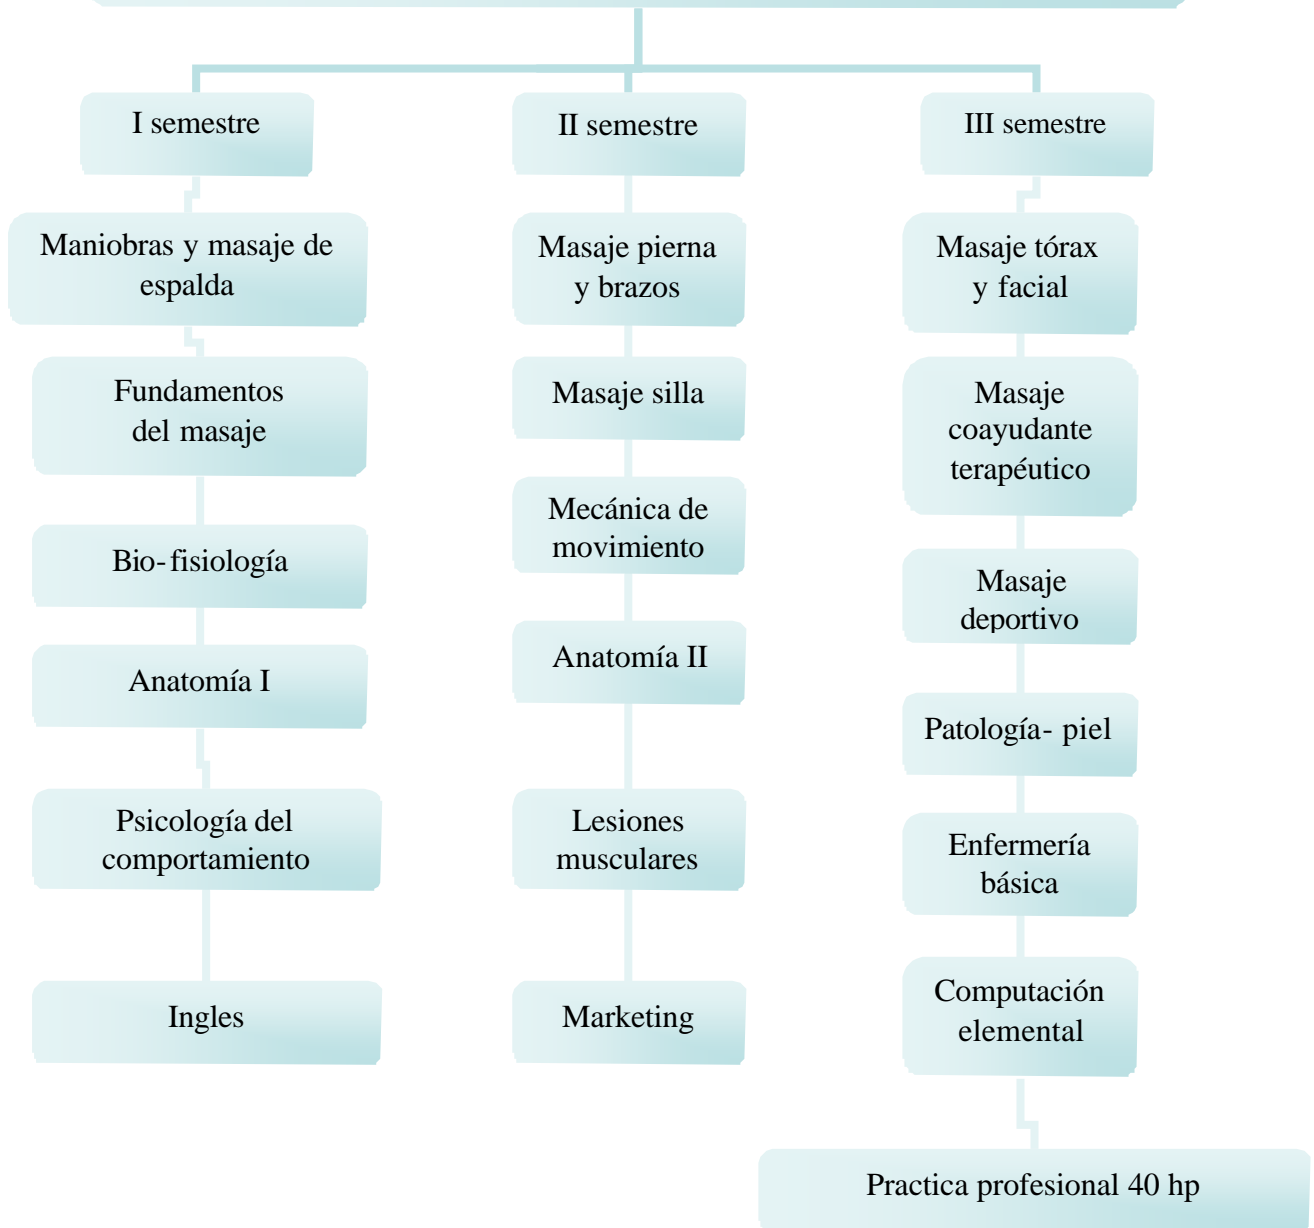 I semestre
Maniobras y masaje de
espalda
Fundamentos
del masaje
Bio-fisiología
Anatomía I
Psicología del
comportamiento
Ingles
II semestre
Masaje pierna
y brazos
Masaje silla
Mecánica de
movimiento
Anatomía II
Lesiones
musculares
Marketing
III semestre
Masaje tórax
y facial
Masaje
coayudante
terapéutico
Masaje
deportivo
Patología- piel
Enfermería
básica
Computación
elemental
Practica profesional 40 hp